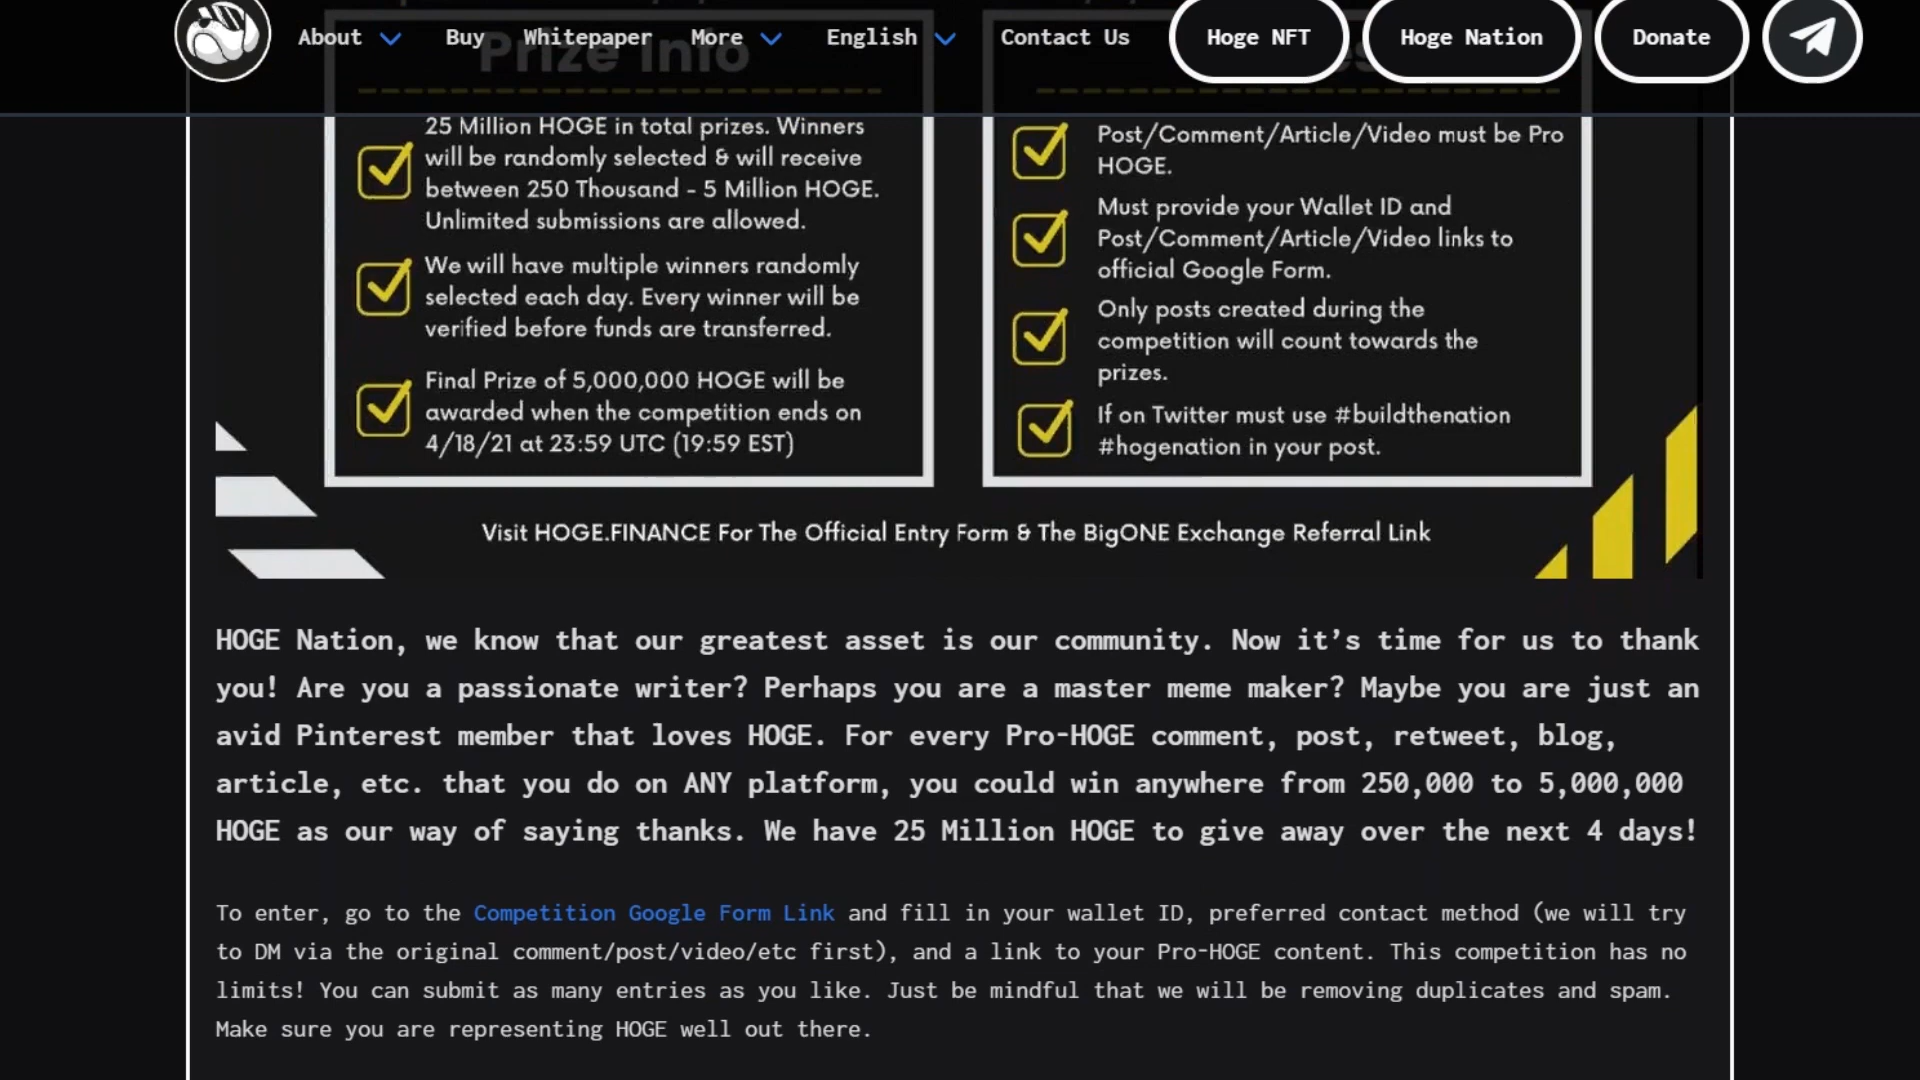 About
Buy
Whitepaper
More
English
Contact Us
Hoge NFT
Hoge Nation
Donate
Prize Info
25 Million HOGE in total prizes. Winners
will be randomly selected & will receive
between 250 Thousand - 5 Million HOGE.
Unlimited submissions are allowed.
We will have multiple winners randomly
selected each day. Every winner will be
verified before funds are transferred.
Final Prize of 5,000,000 HOGE will be
awarded when the competition ends on
4/18/21 at 23:59 UTC (19:59 EST)
Post/Comment/Article/Video must be Pro
HOGE.
Must provide your Wallet ID and
Post/Comment/Article/Video links to
official Google Form.
Only posts created during the
competition will count towards the
prizes.
If on Twitter must use #buildthenation
#hogenation in your post.
Visit HOGE.FINANCE For The Official Entry Form & The BigONE Exchange Referral Link
HOGE Nation, we know that our greatest asset is our community. Now it’s time for us to thank
you! Are you a passionate writer? Perhaps you are a master meme maker? Maybe you are just an
avid Pinterest member that loves HOGE. For every Pro-HOGE comment, post, retweet, blog,
article, etc. that you do on ANY platform, you could win anywhere from 250,000 to 5,000,000
HOGE as our way of saying thanks. We have 25 Million HOGE to give away over the next 4 days!
To enter, go to the Competition Google Form Link and fill in your wallet ID, preferred contact method (we will try
to DM via the original comment/post/video/etc first), and a link to your Pro-HOGE content. This competition has no
limits! You can submit as many entries as you like. Just be mindful that we will be removing duplicates and spam.
Make sure you are representing HOGE well out there.